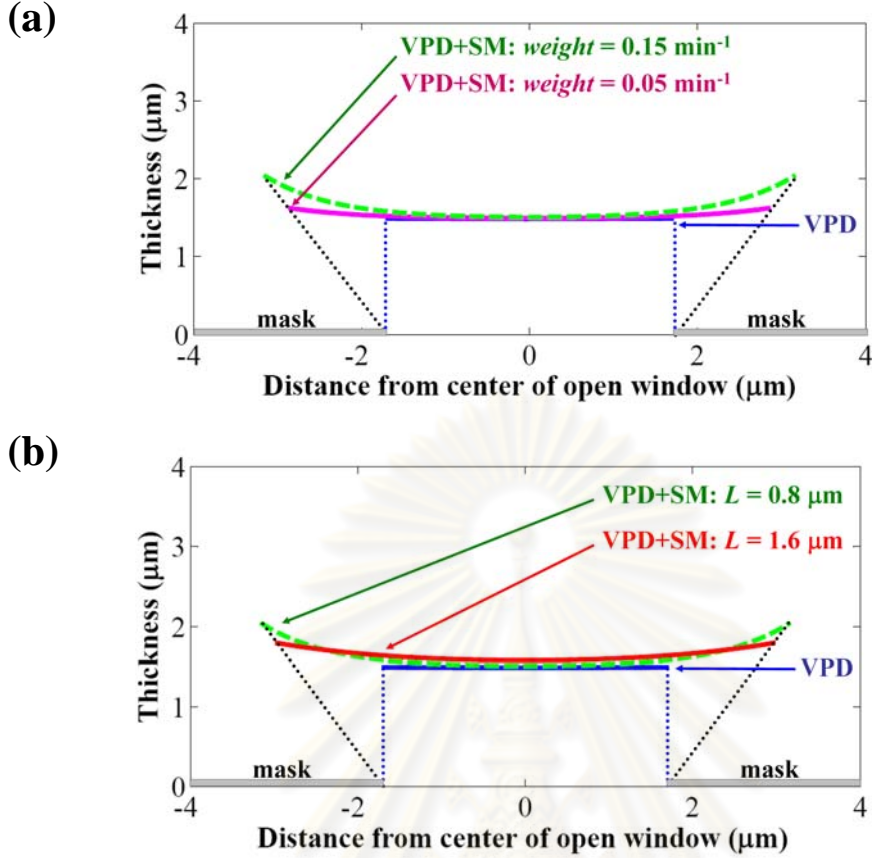 (a)
4
VPD+SM: weight = 0.15 min⁻¹
VPD+SM: weight = 0.05 min⁻¹
3
Thickness (μm)
2
VPD
1
mask
mask
0
-4
-2
0
2
4
Distance from center of open window (μm)
(b)
4
VPD+SM: L = 0.8 μm
VPD+SM: L = 1.6 μm
3
Thickness (μm)
2
VPD
1
mask
mask
0
-4
-2
0
2
4
Distance from center of open window (μm)